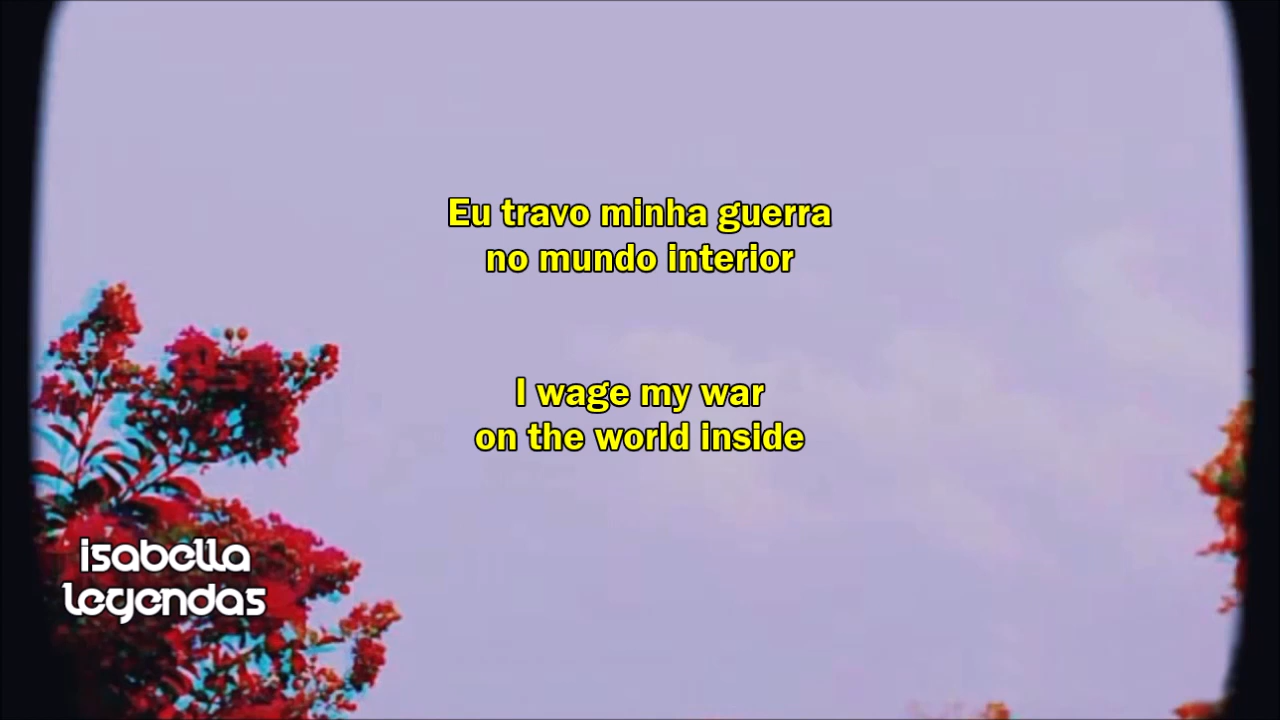 Eu travo minha guerra
no mundo interior
I wage my war
on the world inside
isabella
legendas